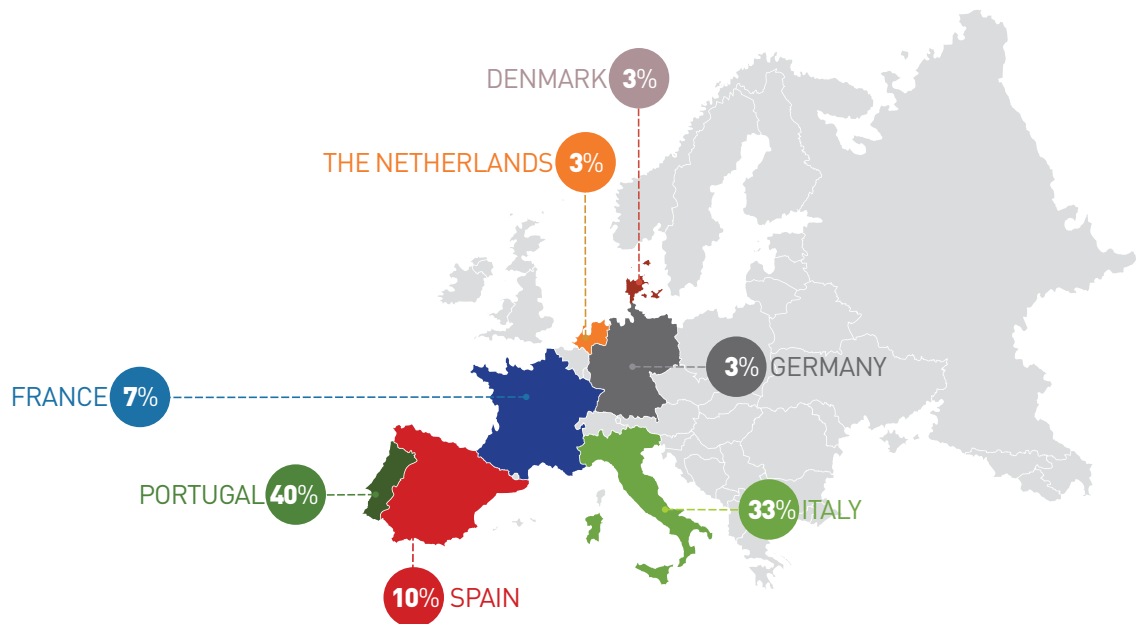 DENMARK 3%
THE NETHERLANDS 3%
3% GERMANY
FRANCE 7%
PORTUGAL 40%
33% ITALY
10% SPAIN